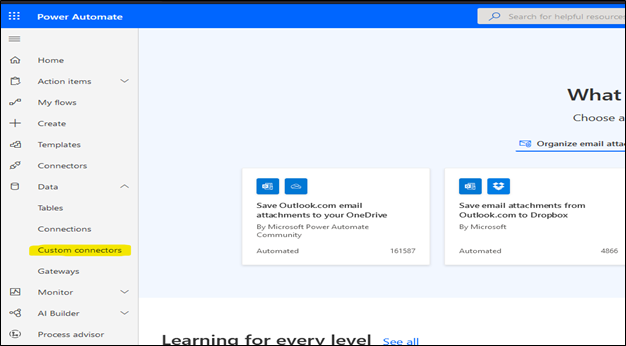 Power Automate
Search for helpful resources
Home
Action items
My flows
Create
Templates
Connectors
Data
Tables
Connections
Custom connectors
Gateways
Monitor
AI Builder
Process advisor
What
Choose a
Organize email attac
Save Outlook.com email
attachments to your OneDrive
By Microsoft Power Automate
Community
Automated 161587
Save email attachments from
Outlook.com to Dropbox
By Microsoft
Automated 4866
Learning for every level See all